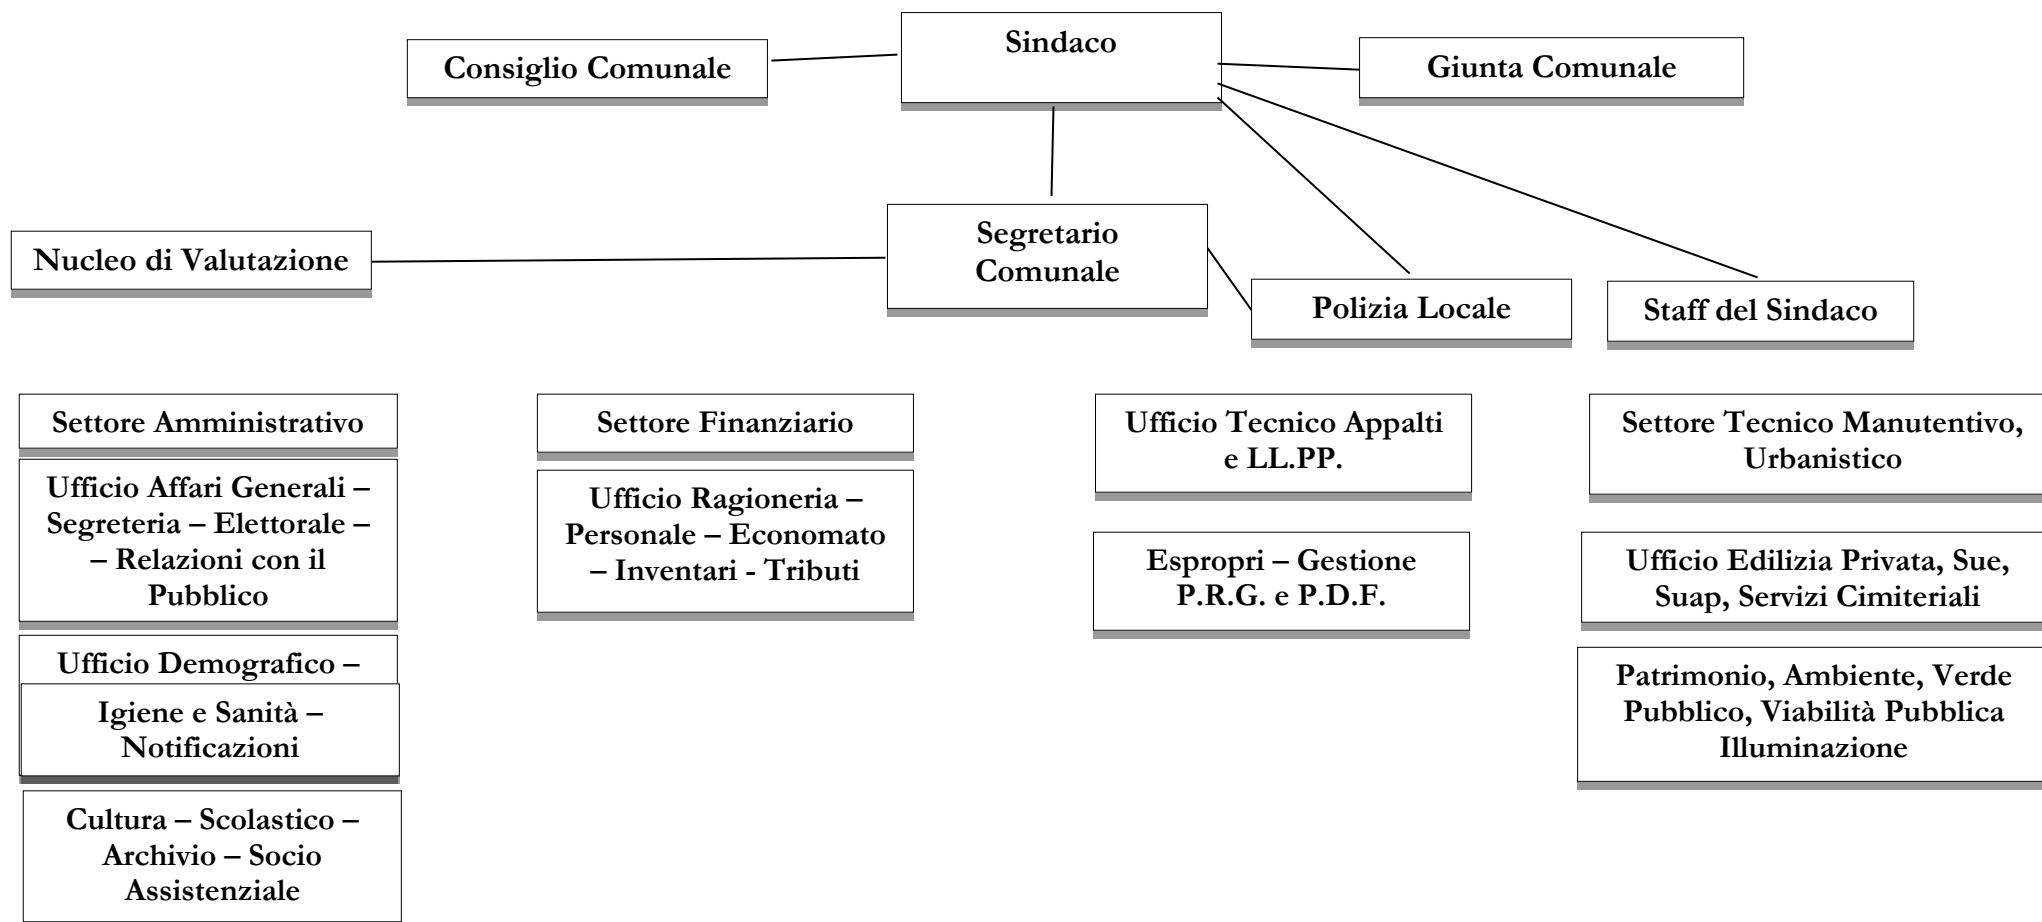 Sindaco
Consiglio Comunale
Giunta Comunale
Segretario
Comunale
Nucleo di Valutazione
Polizia Locale
Staff del Sindaco
Settore Amministrativo
Ufficio Affari Generali –
Segreteria – Elettorale –
– Relazioni con il
Pubblico
Ufficio Demografico –
Igiene e Sanità –
Notificazioni
Cultura – Scolastico –
Archivio – Socio
Assistenziale
Settore Finanziario
Ufficio Ragioneria –
Personale – Economato
– Inventari - Tributi
Ufficio Tecnico Appalti
e LL.PP.
Espropri – Gestione
P.R.G. e P.D.F.
Settore Tecnico Manutentivo,
Urbanistico
Ufficio Edilizia Privata, Sue,
Suap, Servizi Cimiteriali
Patrimonio, Ambiente, Verde
Pubblico, Viabilità Pubblica
Illuminazione